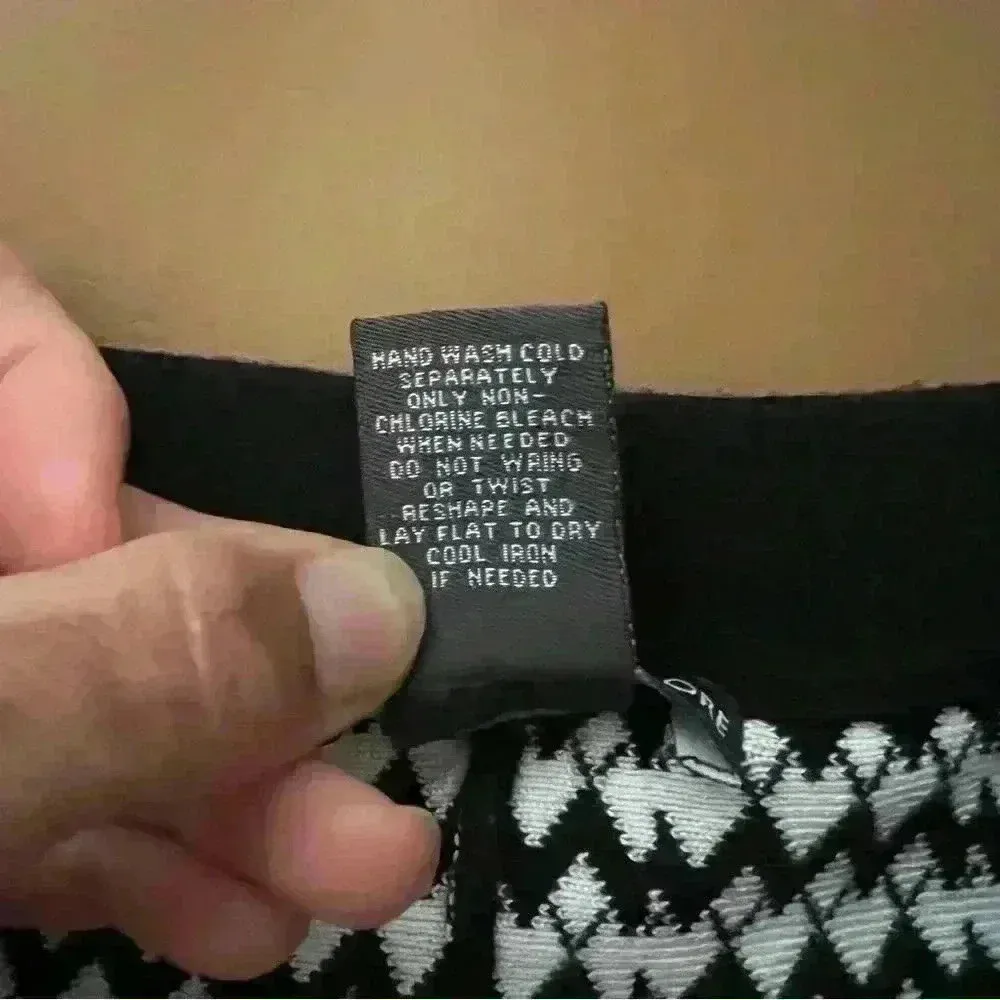 HAND WASH COLD
SEPARATELY
ONLY NON-
CHLORINE BLEACH
WHEN NEEDED
DO NOT WRING
OR TWIST
RESHAPE AND
LAY FLAT TO DRY
COOL IRON
IF NEEDED
ORE